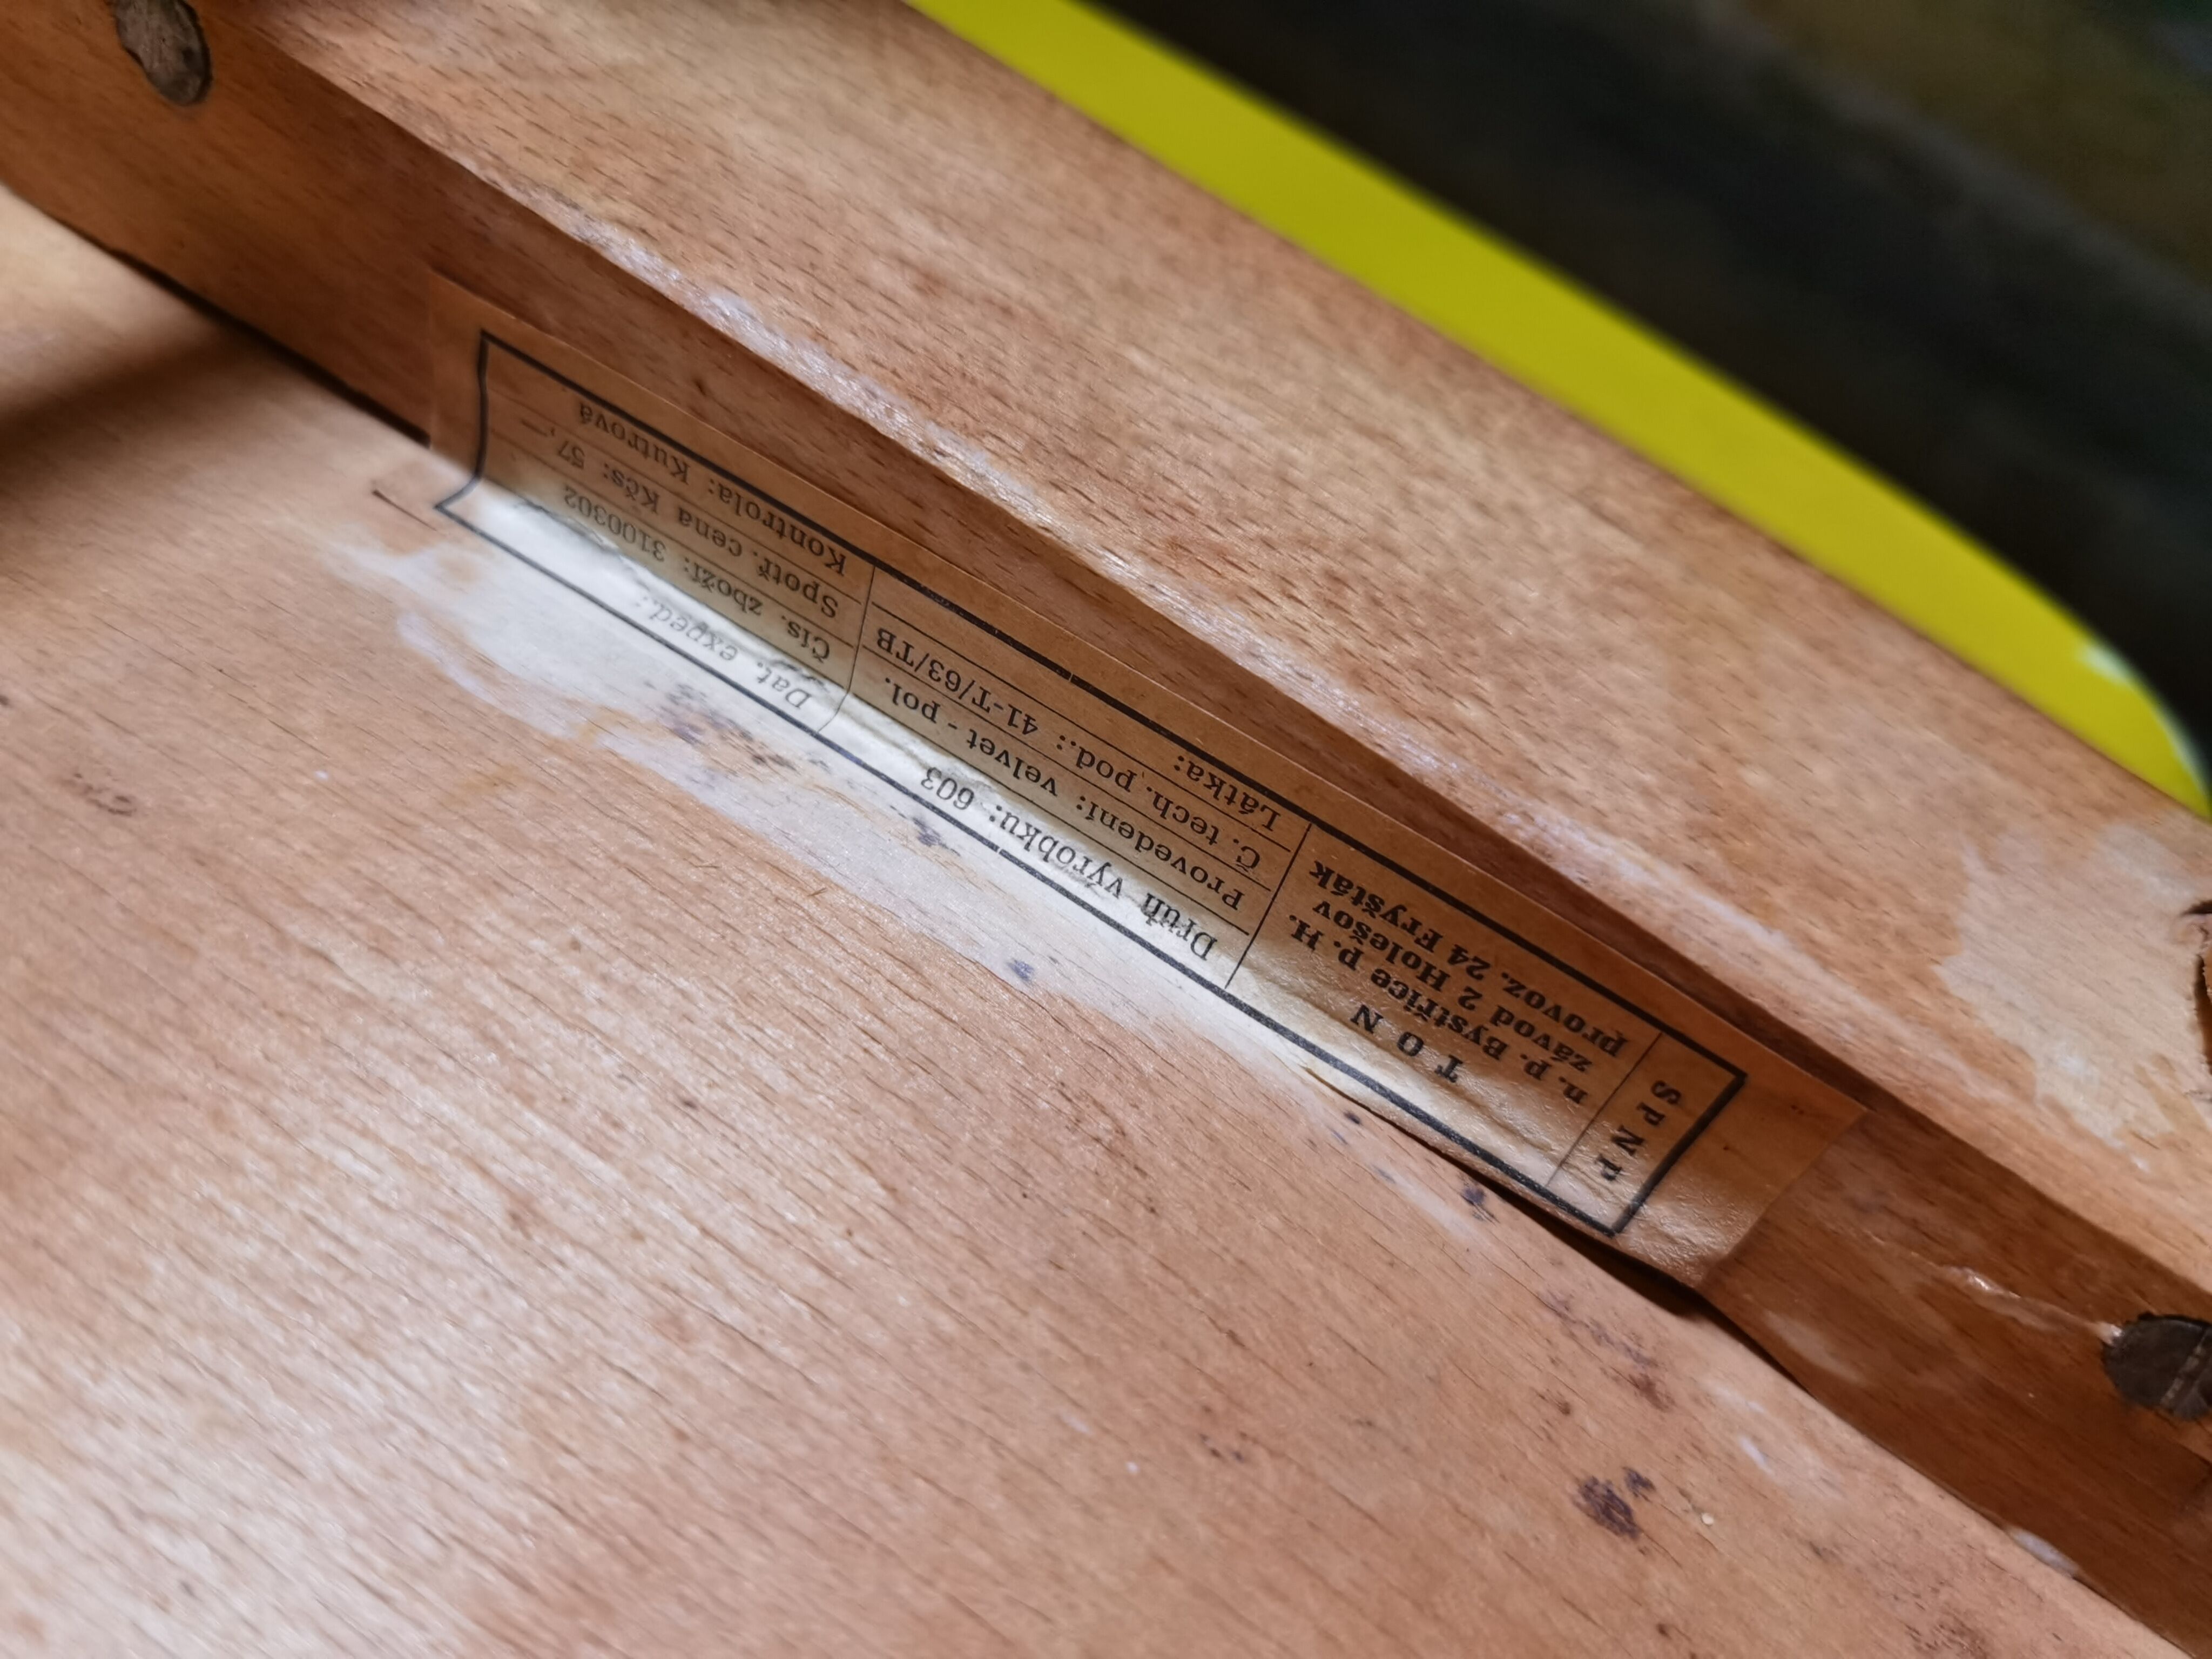 SPNP
TON
n. p. Bystřice p. H.
závod 2 Holešov
provoz. 24 Fryšták
Druh výrobku: 603
Provedení: velvet - pol.
Č. tech. pod.: 41-T/63/TB
Látka:
Dat. exped.:
Čís. zboží: 3100302
Spotř. cena Kčs: 57,—
Kontrola: Kutrová